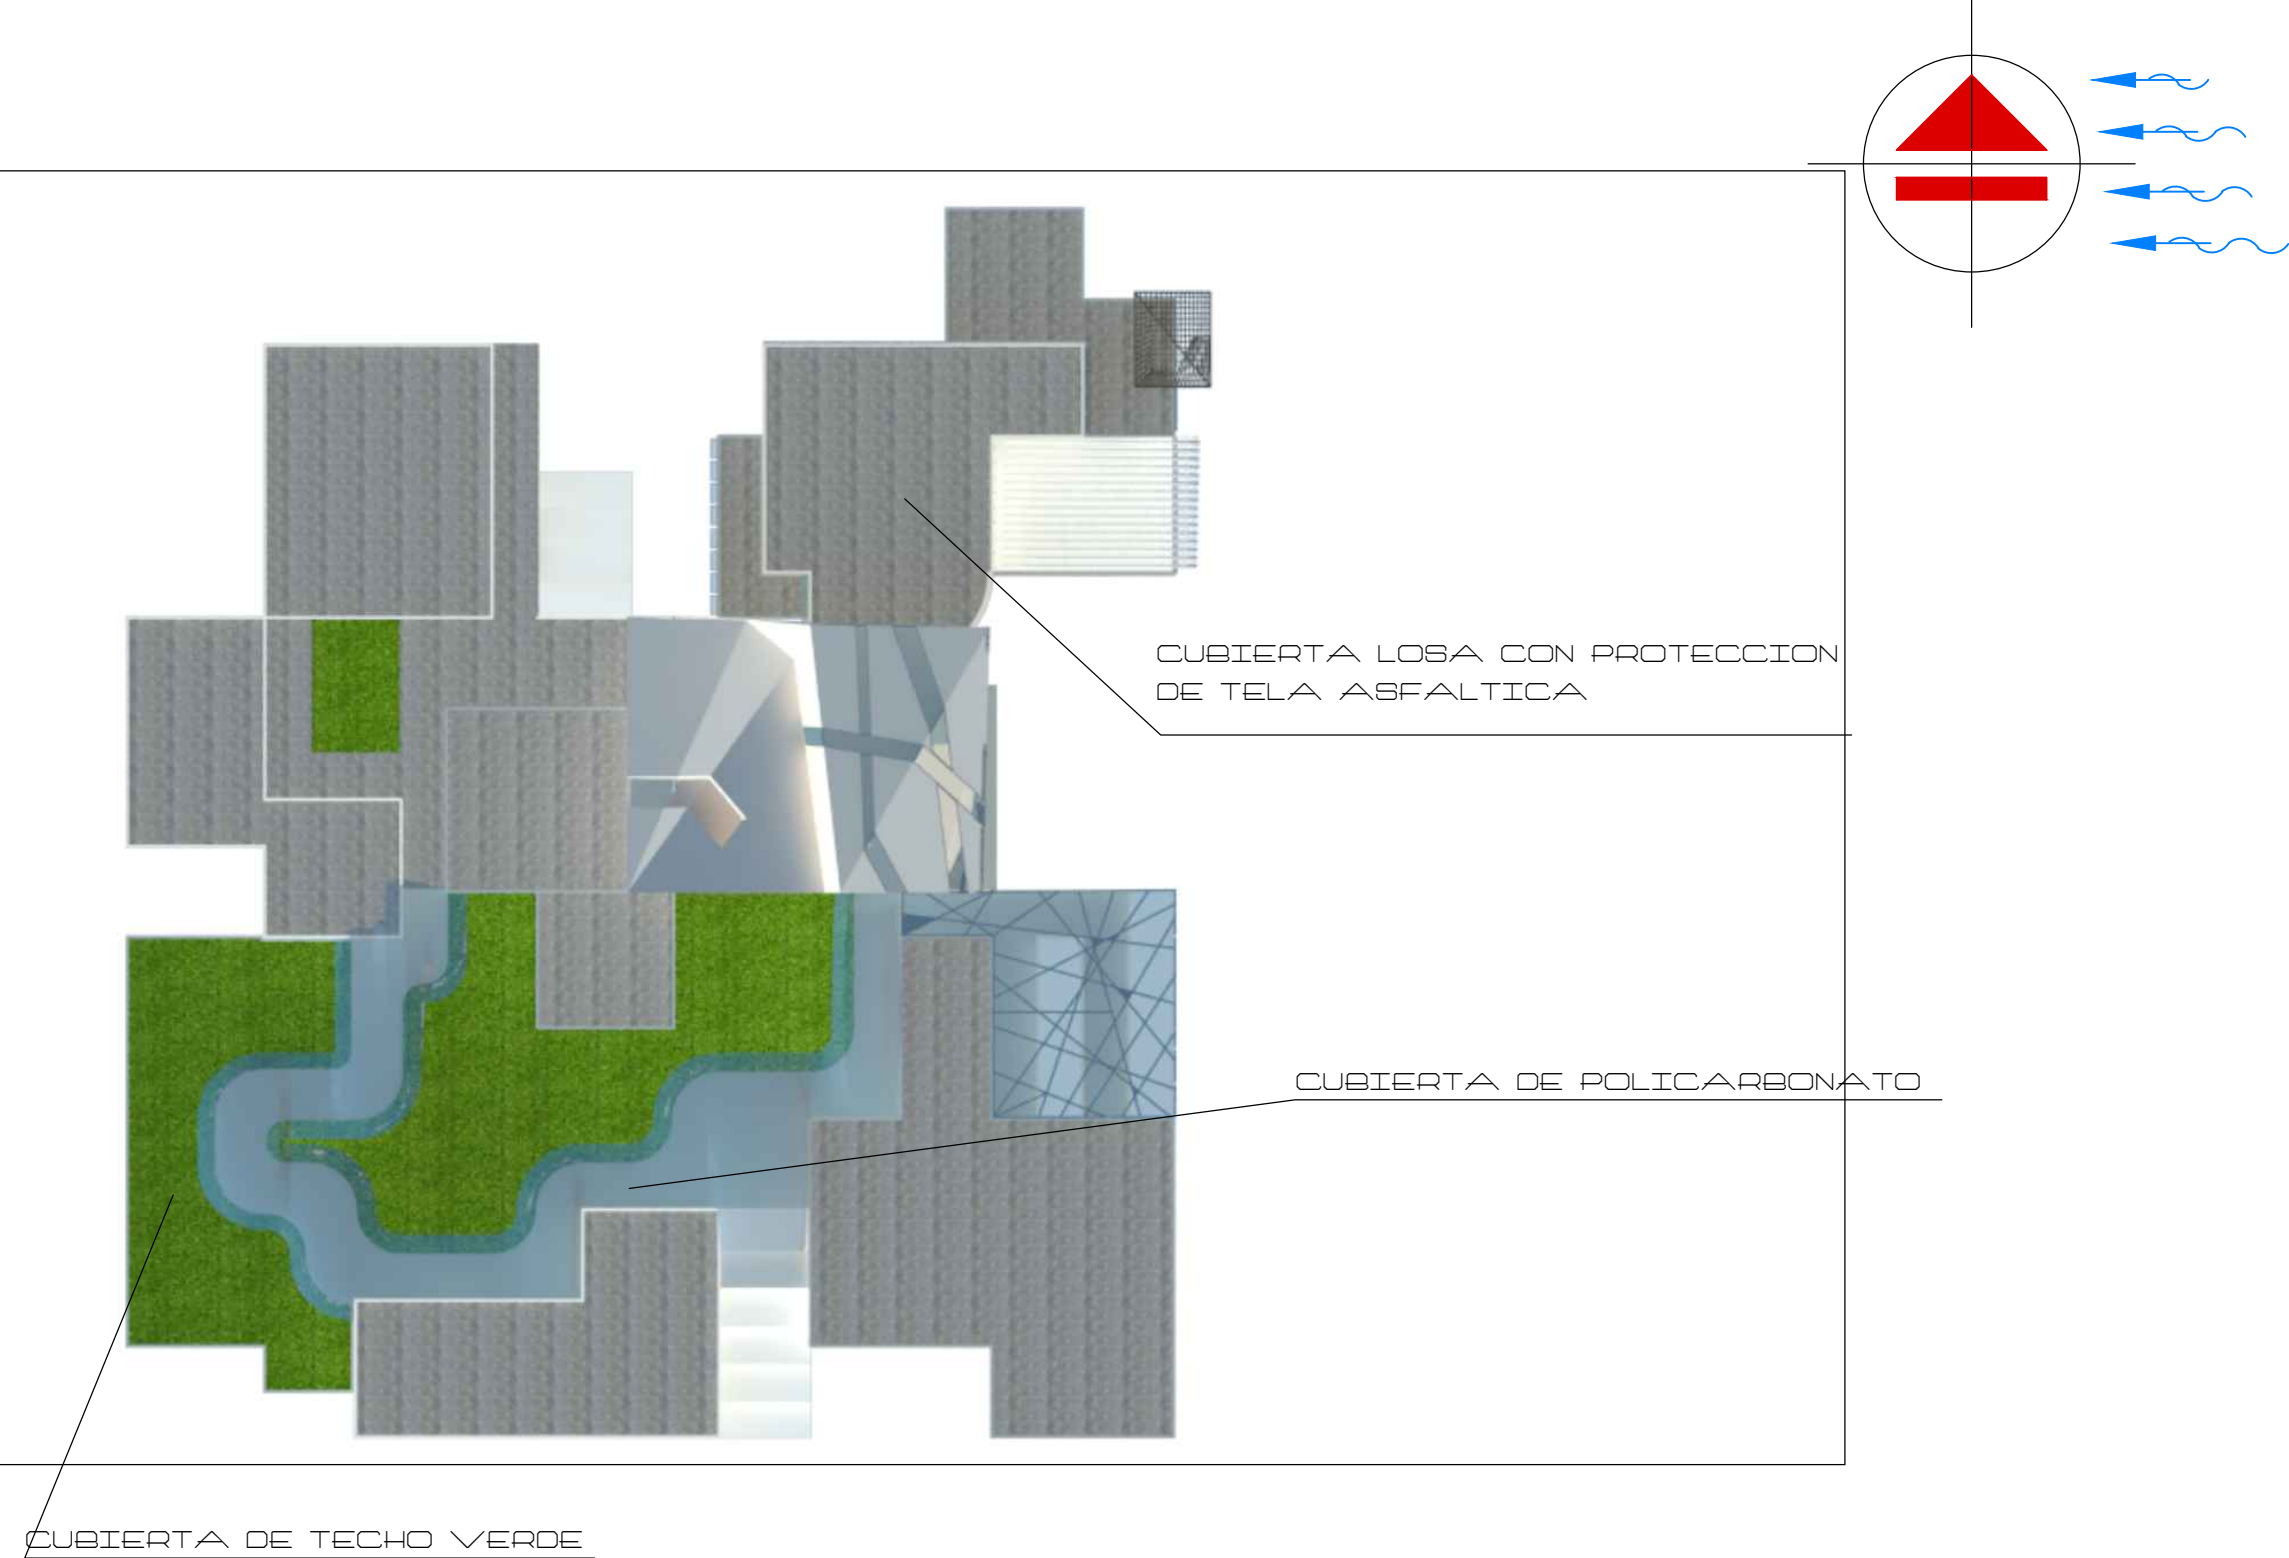 CUBIERTA LOSA CON PROTECCION
DE TELA ASFALTICA
CUBIERTA DE POLICARBONATO
CUBIERTA DE TECHO VERDE